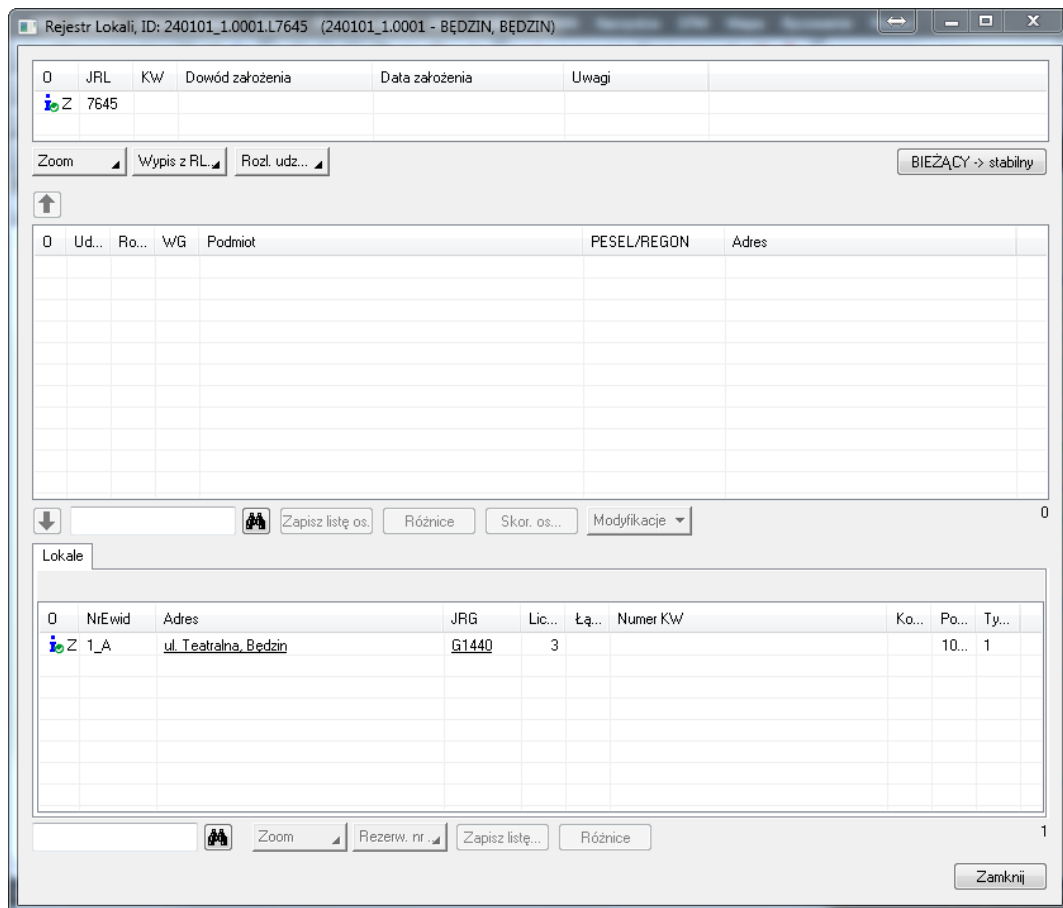 Rejestr Lokali, ID: 240101_1.0001.L7645 (240101_1.0001 - BĘDZIN, BĘDZIN)
O JRL KW Dowód założenia Data założenia Uwagi
Z 7645
Zoom Wypis z RL. Rozl. udz... BIEŻĄCY -> stabilny
O Ud... Ro... WG Podmiot PESEL/REGON Adres
Zapisz listę os. Różnice Skor. os... Modyfikacje 0
Lokale
O NrEwid Adres JRG Lic... Łą... Numer KW Ko... Po... Ty...
Z 1_A ul. Teatralna, Będzin G1440 3 10... 1
Zoom Rezerw. nr . Zapisz listę... Różnice 1
Zamknij